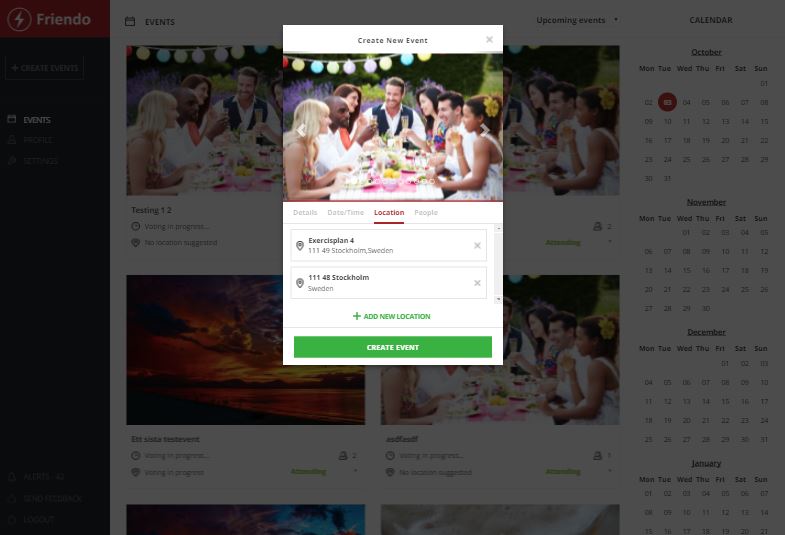 Friendo
EVENTS
Upcoming events
CALENDAR
+ CREATE EVENTS
EVENTS
PROFILE
SETTINGS
ALERTS 42
SEND FEEDBACK
LOGOUT
Create New Event
Details Date/Time Location People
Exercisplan 4
111 49 Stockholm,Sweden
111 48 Stockholm
Sweden
+ ADD NEW LOCATION
CREATE EVENT
Testing 1 2
Voting in progress...
No location suggested
2
Attending
Ett sista testevent
Voting in progress...
2
Voting in progress
Attending
asdfasdf
Voting in progress...
1
No location suggested
Attending
October
Mon Tue Wed Thu Fri Sat Sun
01
02 03 04 05 06 07 08
09 10 11 12 13 14 15
16 17 18 19 20 21 22
23 24 25 26 27 28 29
30 31
November
Mon Tue Wed Thu Fri Sat Sun
01 02 03 04 05
06 07 08 09 10 11 12
13 14 15 16 17 18 19
20 21 22 23 24 25 26
27 28 29 30
December
Mon Tue Wed Thu Fri Sat Sun
01 02 03
04 05 06 07 08 09 10
11 12 13 14 15 16 17
18 19 20 21 22 23 24
25 26 27 28 29 30 31
January
Mon Tue Wed Thu Fri Sat Sun
01 02 03 04 05 06 07
08 09 10 11 12 13 14
15 16 17 18 19 20 21